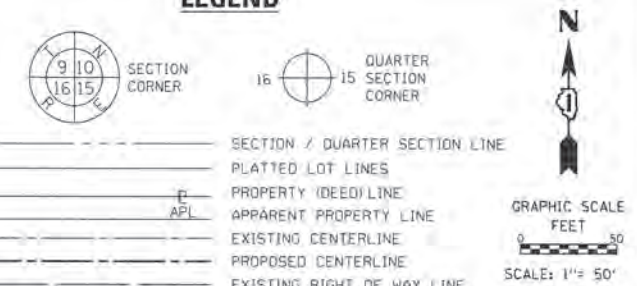 LEGEND
N
T N
9 10
16 15
R E
SECTION
CORNER
16
15
QUARTER
SECTION
CORNER
SECTION / QUARTER SECTION LINE
PLATTED LOT LINES
PROPERTY (DEED) LINE
APL
APPARENT PROPERTY LINE
EXISTING CENTERLINE
PROPOSED CENTERLINE
EXISTING RIGHT OF WAY LINE
GRAPHIC SCALE
FEET
0 50
SCALE: 1"= 50'